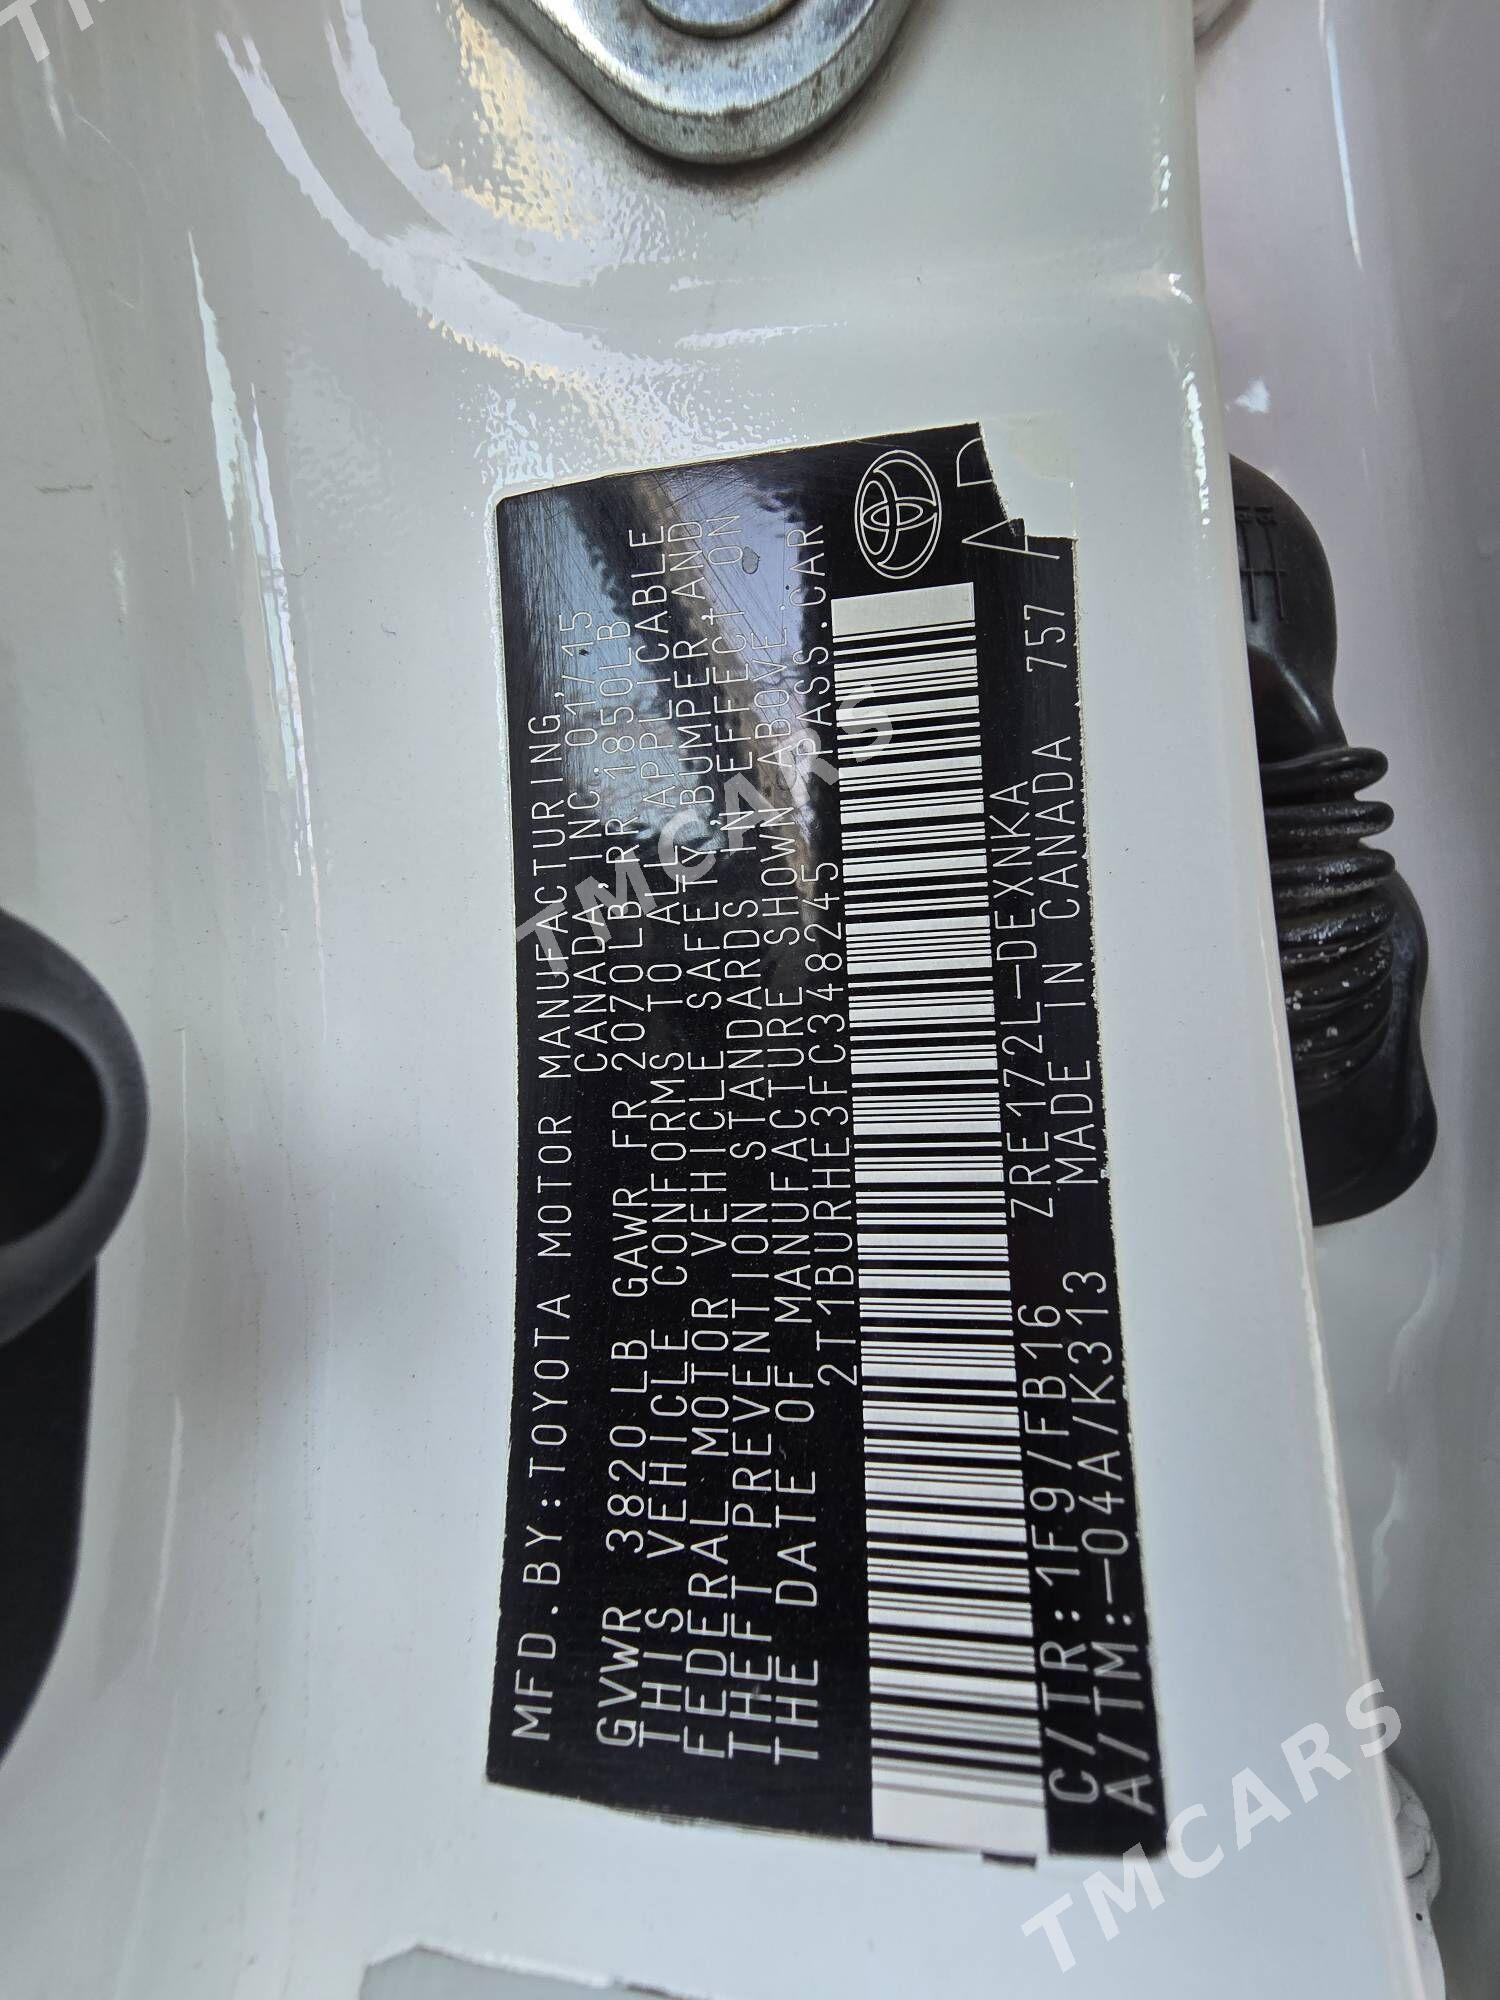 MFD.BY:TOYOTA MOTOR MANUFACTURING,
CANADA, INC. 01/15
GVWR 3820 LB GAWR FR 2070LB, RR 1850LB
THIS VEHICLE CONFORMS TO ALL APPLICABLE
FEDERAL MOTOR VEHICLE SAFETY, BUMPER, AND
THEFT PREVENTION STANDARDS IN EFFECT ON
THE DATE OF MANUFACTURE SHOWN ABOVE.
2T1BURHE3FC348245 PASS.CAR
C/TR:1F9/FB16 ZRE172L-DEXNKA
A/TM:-04A/K313 MADE IN CANADA 757
TMCARS
TMCARS